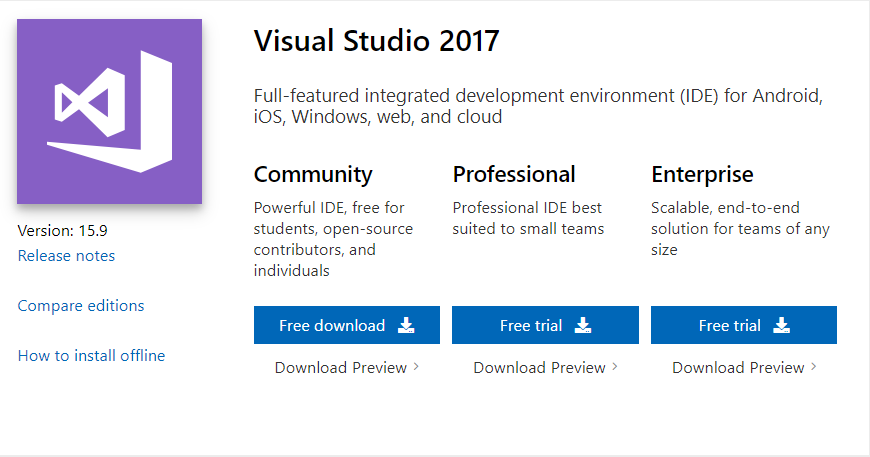 Visual Studio 2017
Full-featured integrated development environment (IDE) for Android,
iOS, Windows, web, and cloud
Version: 15.9
Release notes
Compare editions
How to install offline
Community
Powerful IDE, free for
students, open-source
contributors, and
individuals
Free download
Download Preview
Professional
Professional IDE best
suited to small teams
Free trial
Download Preview
Enterprise
Scalable, end-to-end
solution for teams of any
size
Free trial
Download Preview